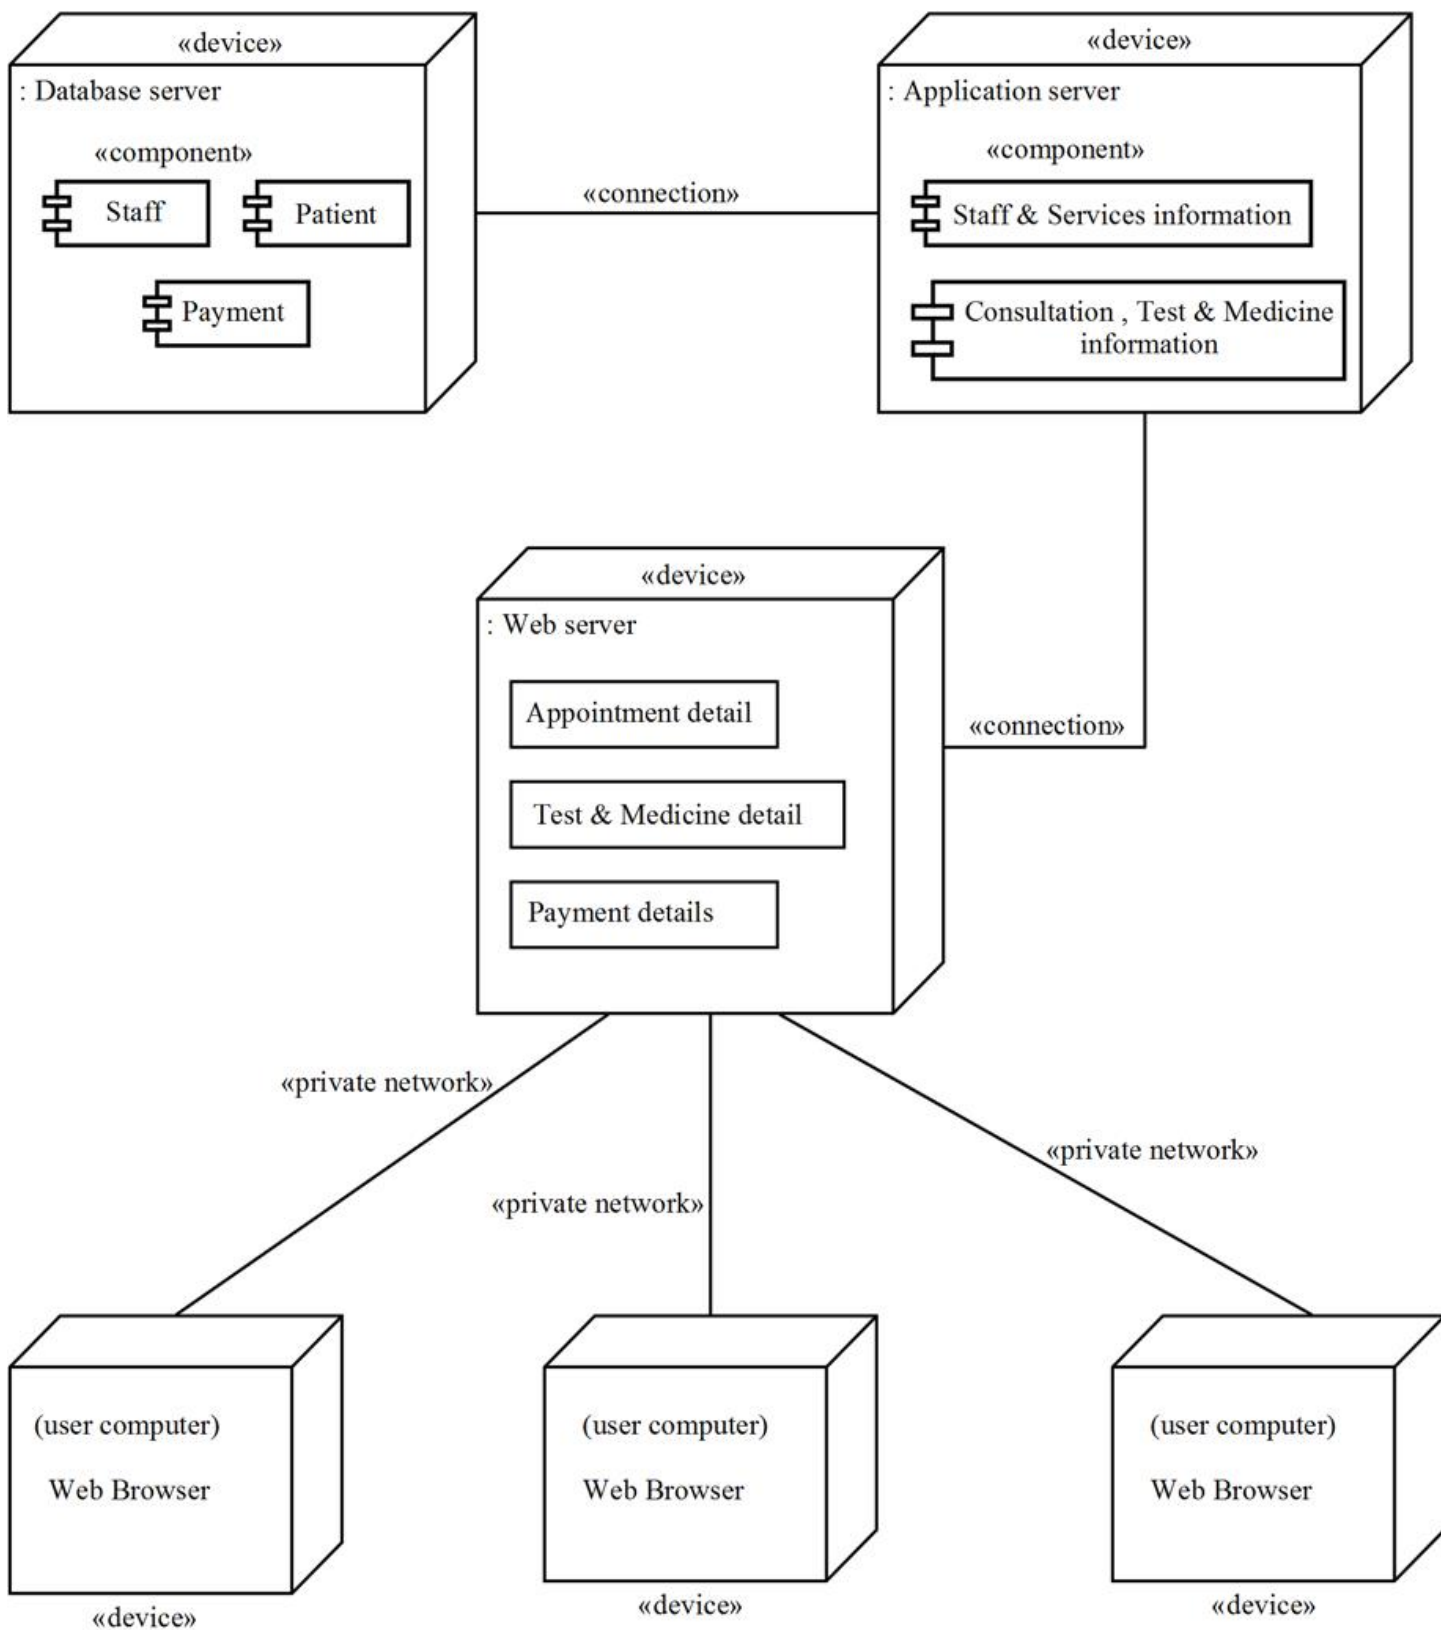 «device»
: Database server
«component»
Staff
Patient
Payment
«connection»
«device»
: Application server
«component»
Staff & Services information
Consultation , Test & Medicine
information
«device»
: Web server
Appointment detail
Test & Medicine detail
Payment details
«connection»
«private network»
«private network»
«private network»
(user computer)
Web Browser
«device»
(user computer)
Web Browser
«device»
(user computer)
Web Browser
«device»